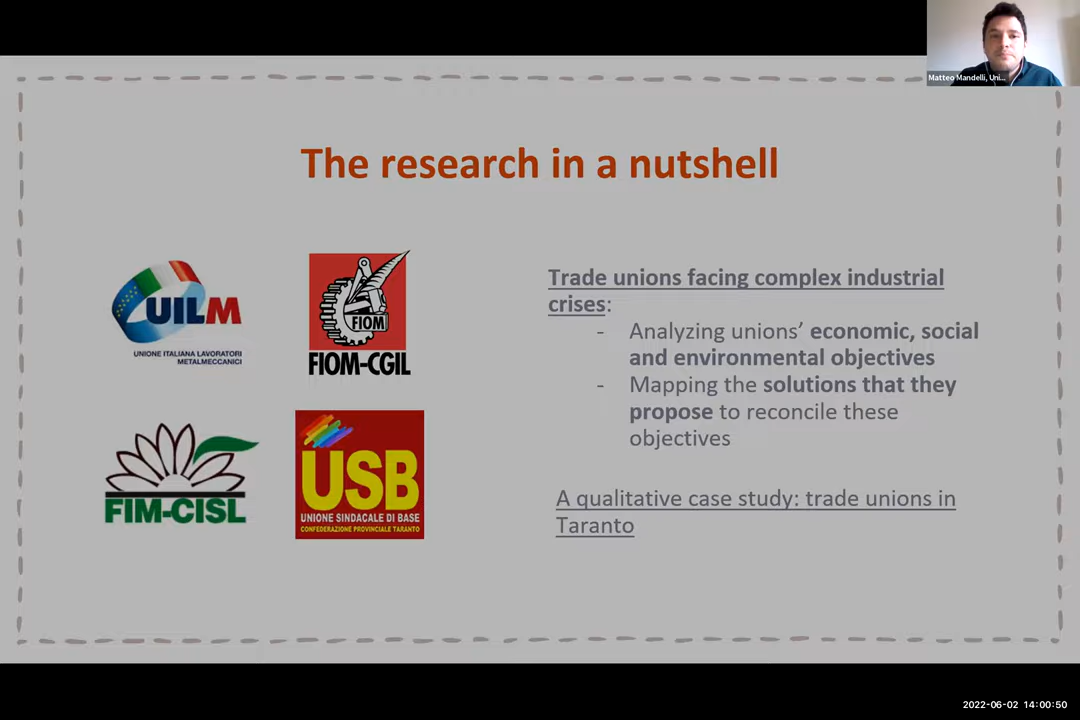 Matteo Mandelli, Uni...
The research in a nutshell
UILM
UNIONE ITALIANA LAVORATORI
METALMECCANICI
FIOM
FIOM-CGIL
FIM-CISL
USB
UNIONE SINDACALE DI BASE
CONFEDERAZIONE PROVINCIALE TARANTO
Trade unions facing complex industrial
crises:
- Analyzing unions’ economic, social
and environmental objectives
- Mapping the solutions that they
propose to reconcile these
objectives
A qualitative case study: trade unions in
Taranto
2022-06-02 14:00:50